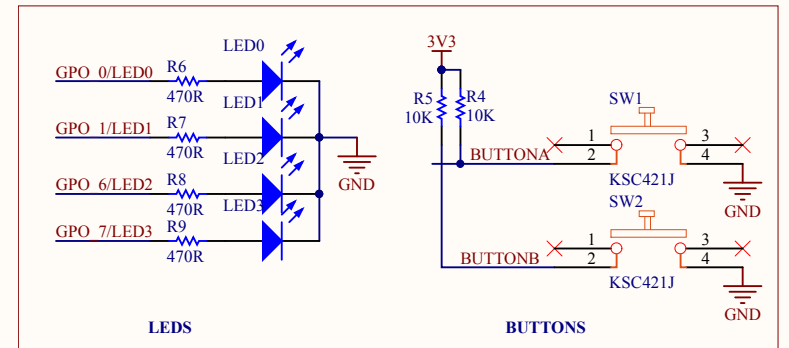 LED0
GPO_0/LED0
R6
470R
LED1
GPO_1/LED1
R7
470R
LED2
GPO_6/LED2
R8
470R
LED3
GPO_7/LED3
R9
470R
GND
LEDS
3V3
R5
10K
R4
10K
BUTTONA
SW1
1
2
3
4
KSC421J
GND
SW2
BUTTONB
1
2
3
4
KSC421J
GND
BUTTONS